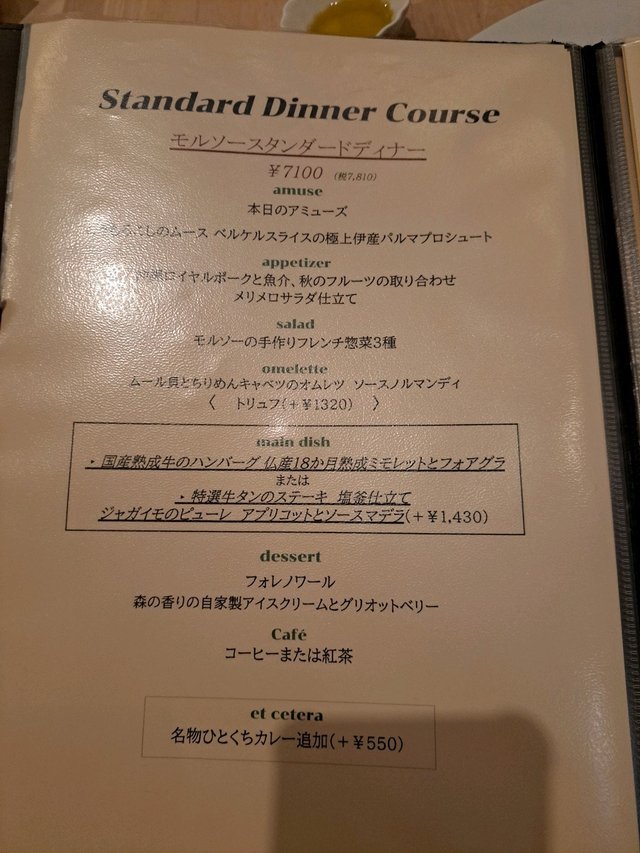 Standard Dinner Course
モルソースタンダードディナー
￥7100 (税7,810)
amuse
本日のアミューズ
ムース ベルケルスライスの極上伊産パルマプロシュート
appetizer
ロイヤルポークと魚介、秋のフルーツの取り合わせ
メリメロサラダ仕立て
salad
モルソーの手作りフレンチ惣菜3種
omelette
ムール貝とちりめんキャベツのオムレツ ソースノルマンディ
〈 トリュフ(+￥1320) 〉
main dish
・国産熟成牛のハンバーグ 仏産18か月熟成ミモレットとフォアグラ
または
・特選牛タンのステーキ 塩釜仕立て
ジャガイモのピューレ アプリコットとソースマデラ(+￥1,430)
dessert
フォレノワール
森の香りの自家製アイスクリームとグリオットベリー
Café
コーヒーまたは紅茶
et cetera
名物ひとくちカレー追加(+￥550)